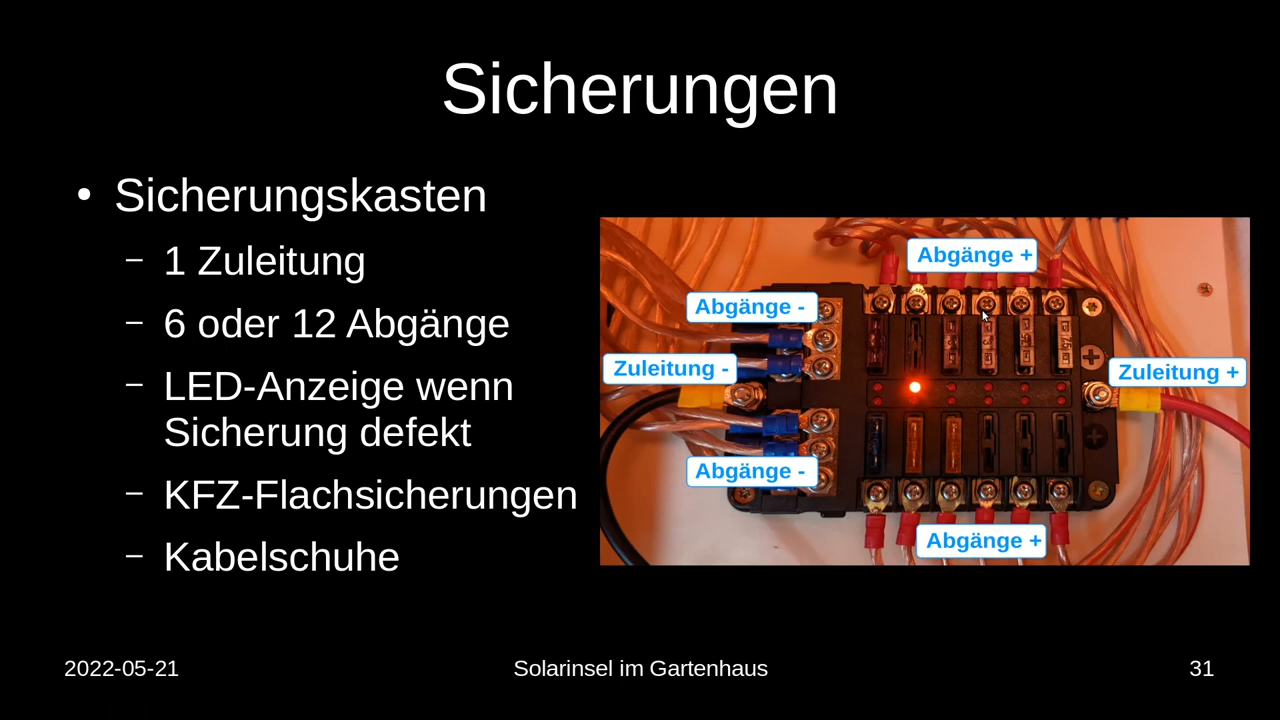 Sicherungen
• Sicherungskasten
– 1 Zuleitung
– 6 oder 12 Abgänge
– LED-Anzeige wenn
Sicherung defekt
– KFZ-Flachsicherungen
– Kabelschuhe
Abgänge +
Abgänge -
Zuleitung -
Zuleitung +
Abgänge -
Abgänge +
2022-05-21
Solarinsel im Gartenhaus
31